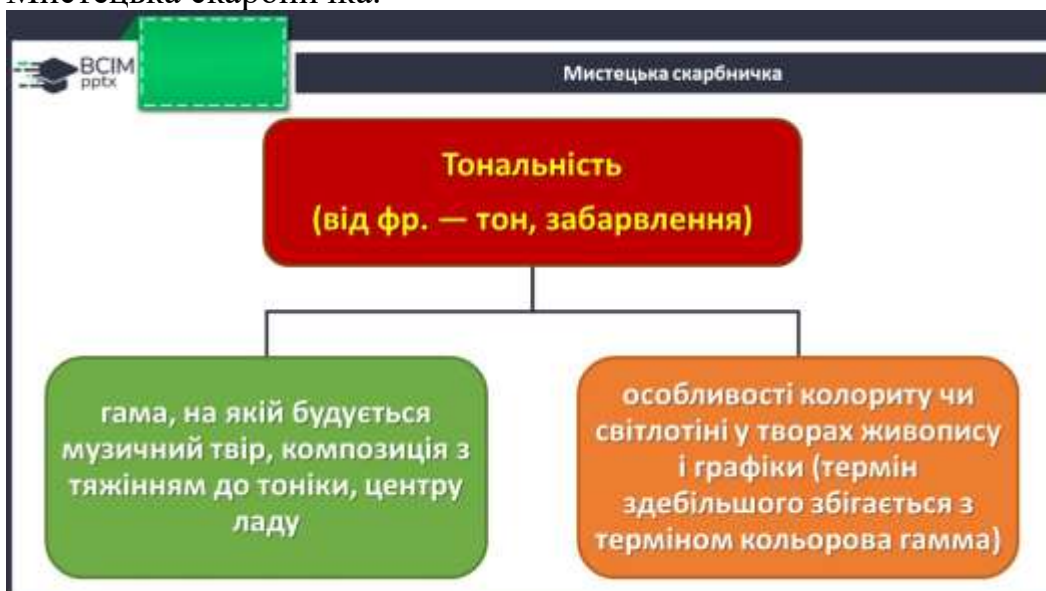 Мистецька скарбничка.
ВСІМ
pptx
Мистецька скарбничка
Тональність
(від фр. — тон, забарвлення)
гама, на якій будується
музичний твір, композиція з
тяжінням до тоніки, центру
ладу
особливості колориту чи
світлотіні у творах живопису
і графіки (термін
здебільшого збігається з
терміном кольорова гамма)